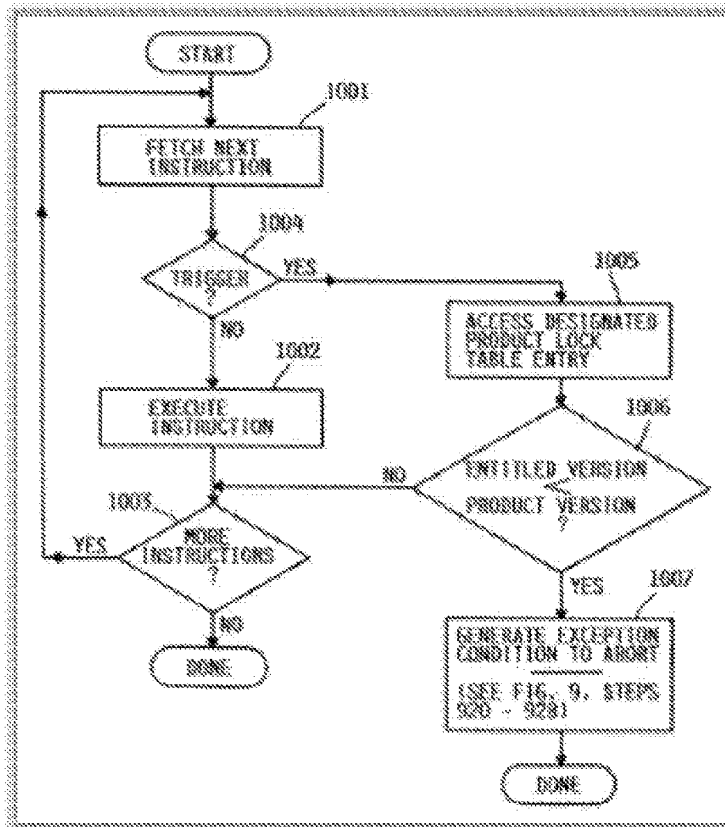 START
1001
FETCH NEXT
INSTRUCTION
1004
TRIGGER
?
YES
NO
1002
EXECUTE
INSTRUCTION
1003
MORE
INSTRUCTIONS
?
YES
NO
DONE
1005
ACCESS DESIGNATED
PRODUCT LOCK
TABLE ENTRY
1006
ENTITLED VERSION
<
PRODUCT VERSION
?
NO
YES
1007
GENERATE EXCEPTION
CONDITION TO ABORT
(SEE FIG. 9, STEPS
920 - 928)
DONE